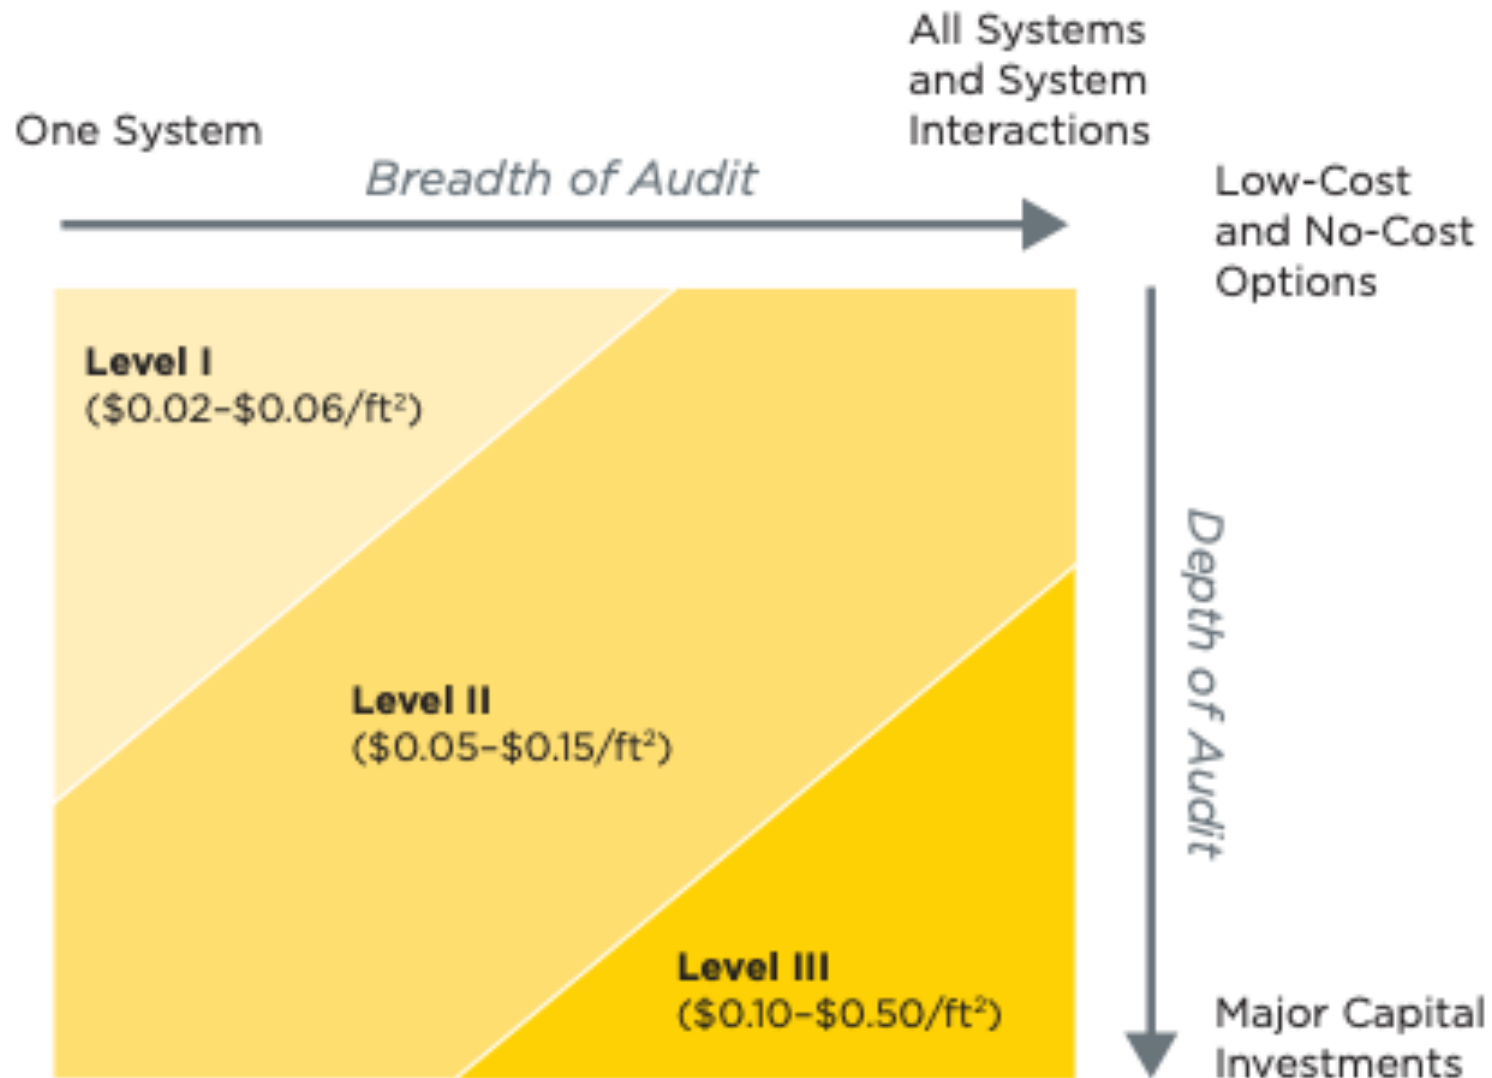 One System
All Systems
and System
Interactions
Breadth of Audit
Low-Cost
and No-Cost
Options
Level I
($0.02–$0.06/ft²)
Level II
($0.05–$0.15/ft²)
Level III
($0.10–$0.50/ft²)
Depth of Audit
Major Capital
Investments